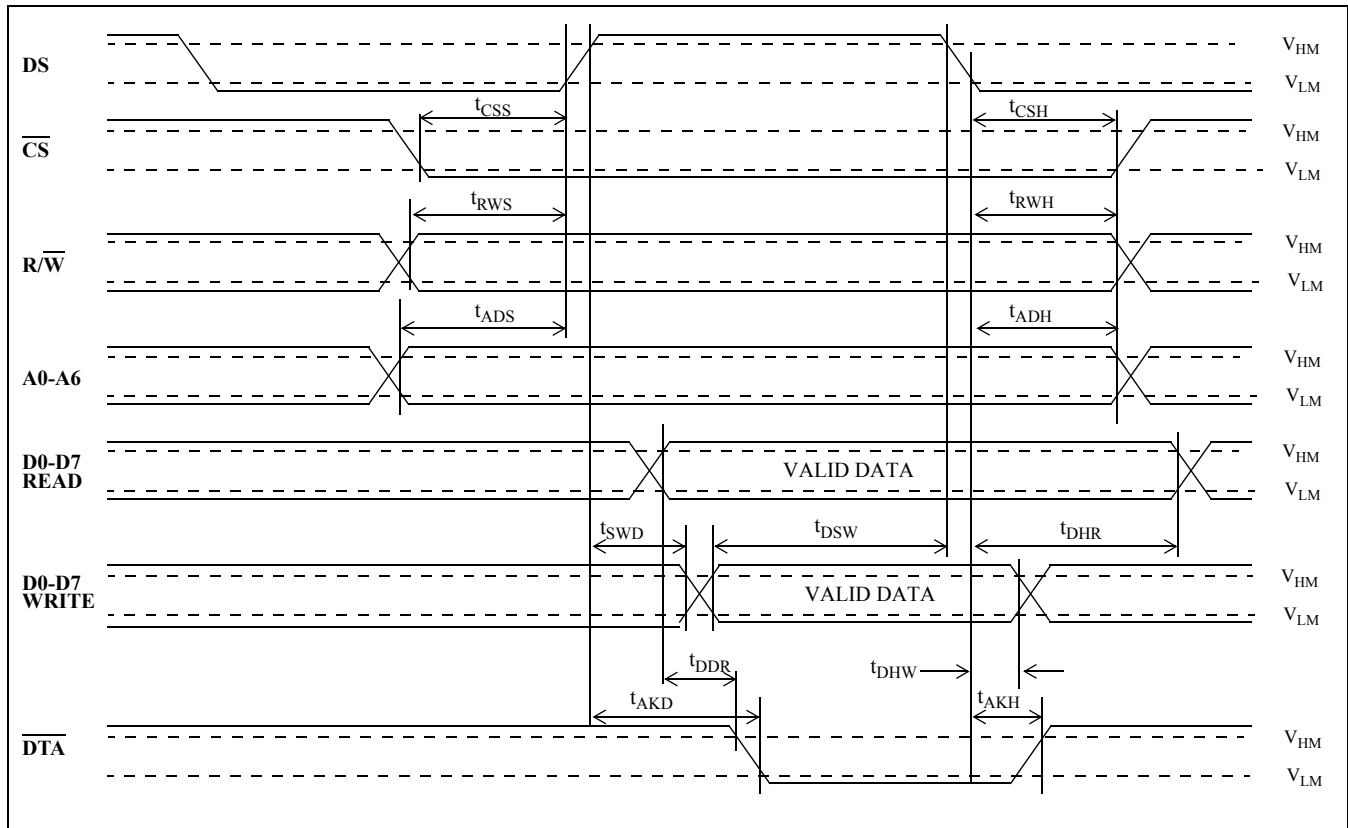 DS
V_HM
V_LM
t_CSS
t_CSH
C̅S̅
V_HM
V_LM
t_RWS
t_RWH
R/W̅
V_HM
V_LM
t_ADS
t_ADH
A0-A6
V_HM
V_LM
D0-D7
READ
VALID DATA
V_HM
V_LM
t_SWD
t_DSW
t_DHR
D0-D7
WRITE
VALID DATA
V_HM
V_LM
t_DDR
t_DHW
t_AKD
t_AKH
D̅T̅A̅
V_HM
V_LM